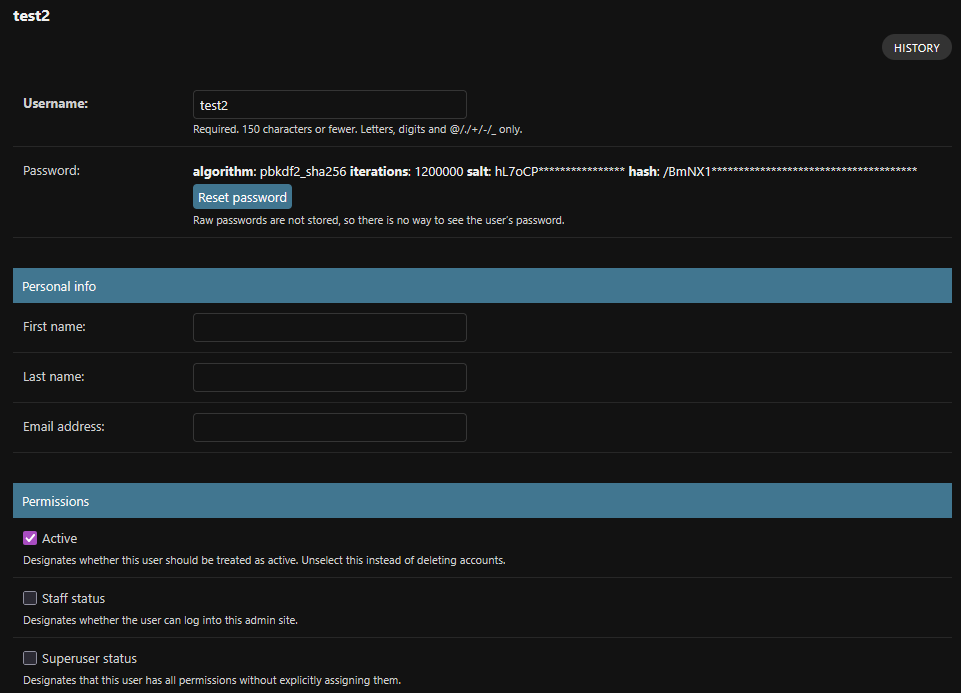 test2
HISTORY
Username:
test2
Required. 150 characters or fewer. Letters, digits and @/./+/-/_ only.
Password:
algorithm: pbkdf2_sha256 iterations: 1200000 salt: hL7oCP**************** hash: /BmNX1**************************************
Reset password
Raw passwords are not stored, so there is no way to see the user's password.
Personal info
First name:
Last name:
Email address:
Permissions
Active
Designates whether this user should be treated as active. Unselect this instead of deleting accounts.
Staff status
Designates whether the user can log into this admin site.
Superuser status
Designates that this user has all permissions without explicitly assigning them.